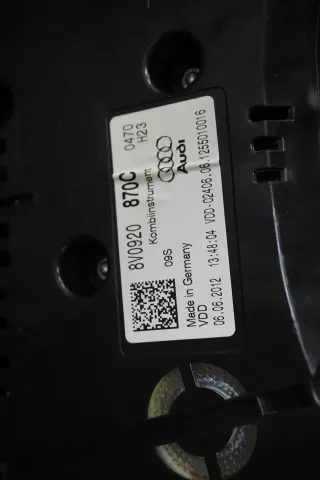 8V0920 870C 0470
Kombiinstrument H23
09S
Audi
Made in Germany
VDD
06.06.2012 13:48:04 VDD-02406.06.1255010016